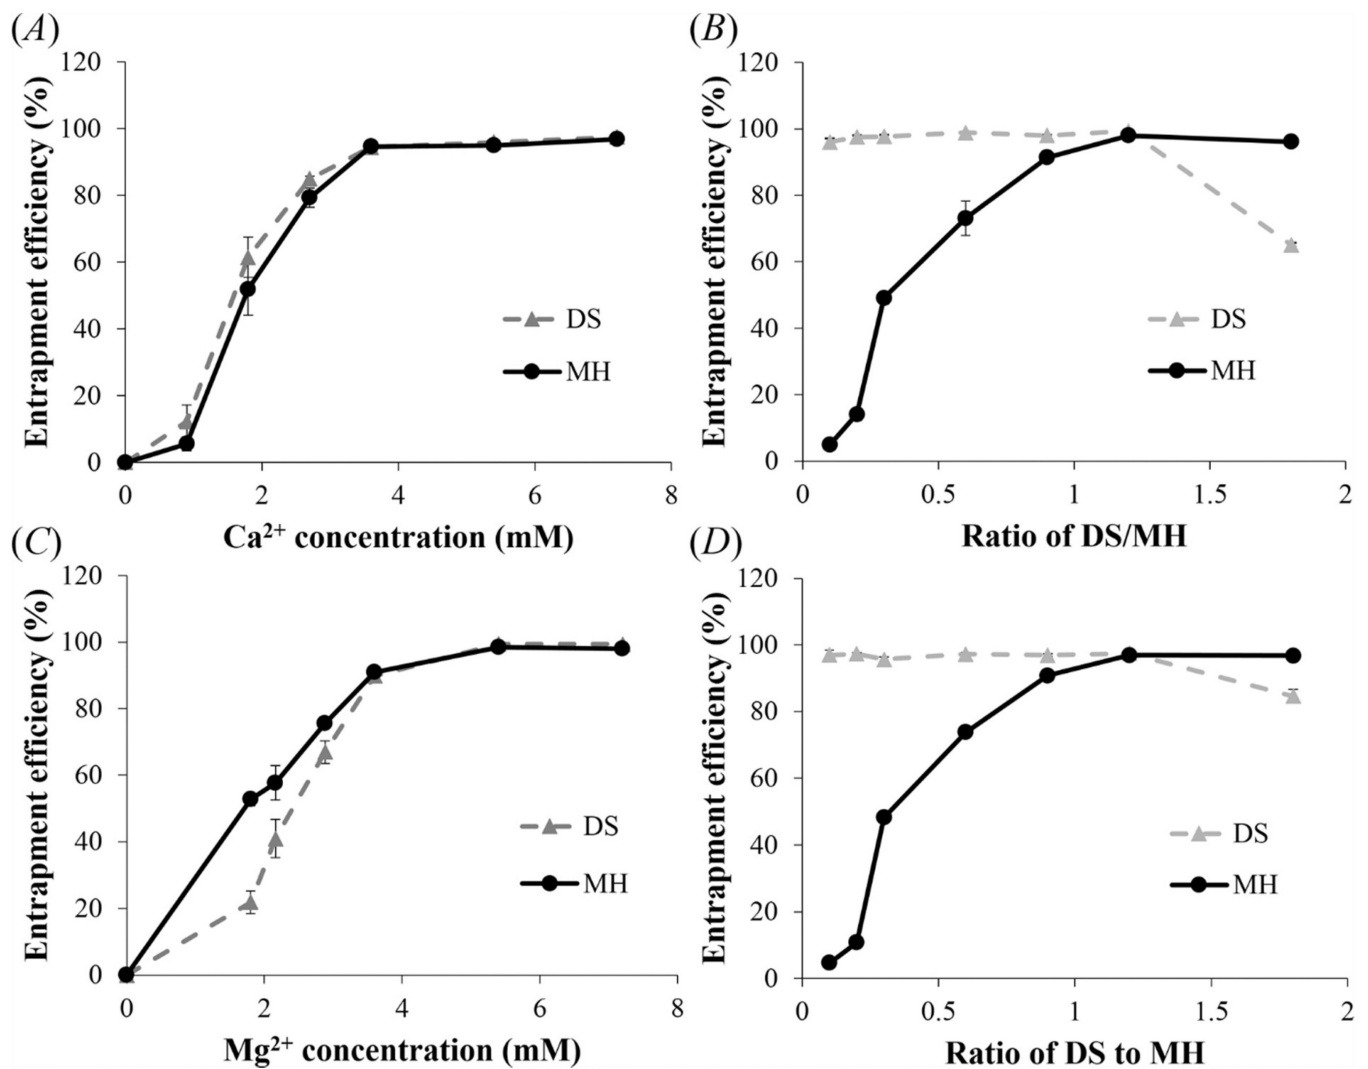 (A)
Entrapment efficiency (%)
120
100
80
60
40
20
0
0 2 4 6 8
Ca²⁺ concentration (mM)
DS
MH
(B)
Entrapment efficiency (%)
120
100
80
60
40
20
0
0 0.5 1 1.5 2
Ratio of DS/MH
DS
MH
(C)
Entrapment efficiency (%)
120
100
80
60
40
20
0
0 2 4 6 8
Mg²⁺ concentration (mM)
DS
MH
(D)
Entrapment efficiency (%)
120
100
80
60
40
20
0
0 0.5 1 1.5 2
Ratio of DS to MH
DS
MH